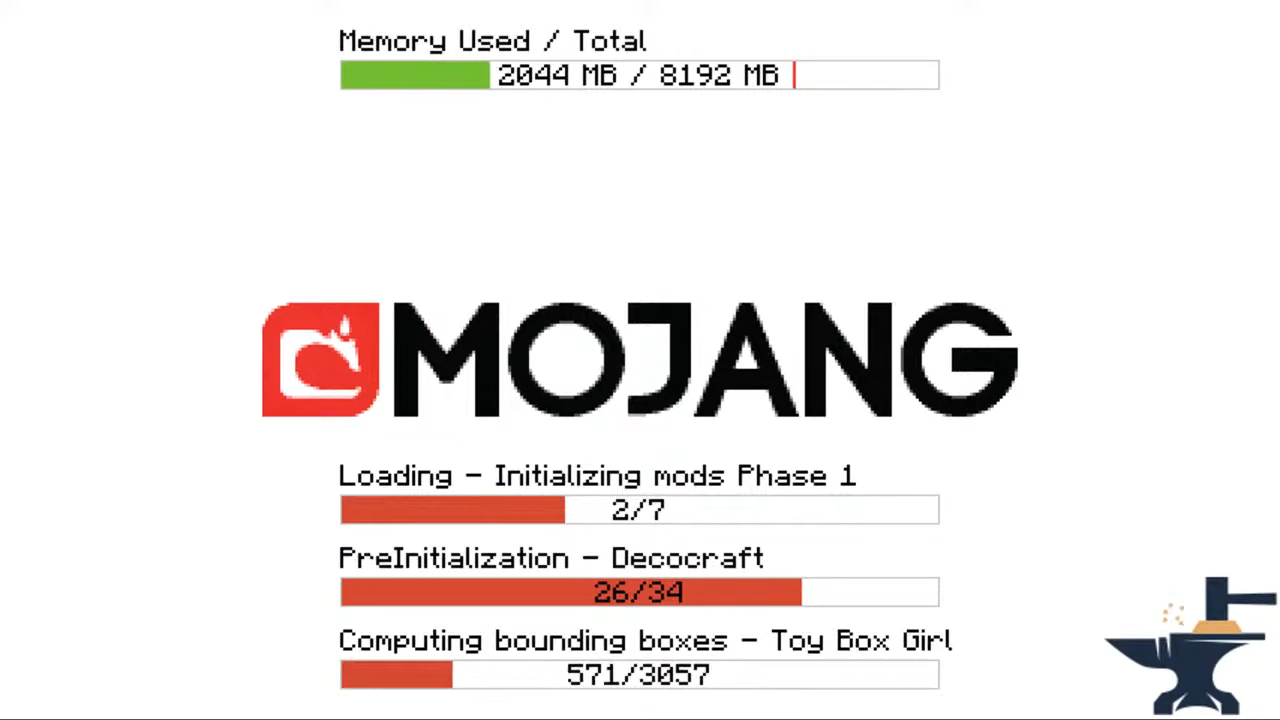 Memory Used / Total
2044 MB / 8192 MB
MOJANG
Loading - Initializing mods Phase 1
2/7
PreInitialization - Decocraft
26/34
Computing bounding boxes - Toy Box Girl
571/3057